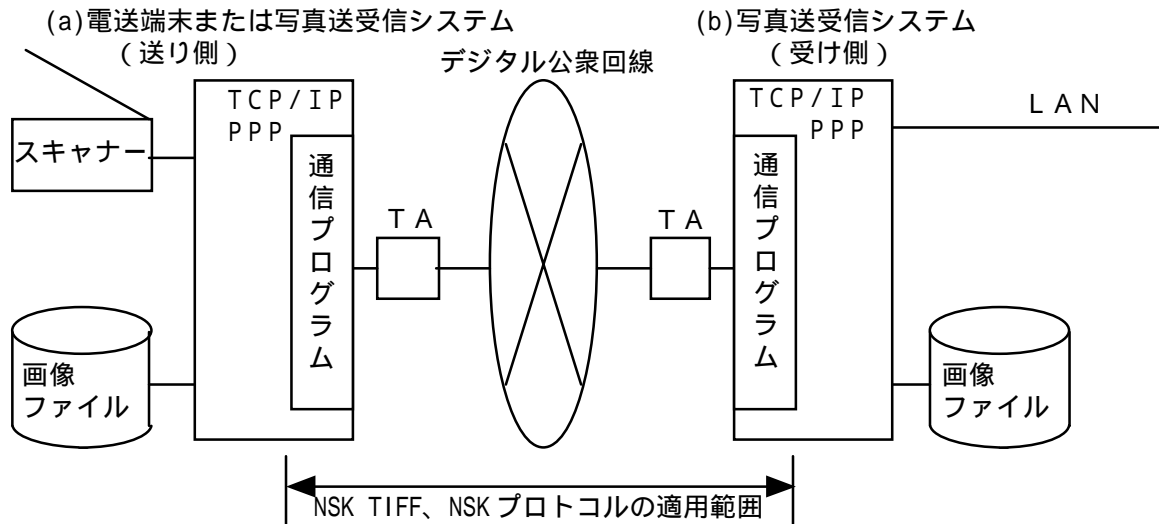 (a)電送端末または写真送受信システム
(送り側)
(b)写真送受信システム
(受け側)
デジタル公衆回線
TCP/IP
PPP
TCP/IP
PPP
LAN
スキャナー
通信プログラム
TA
TA
通信プログラム
画像
ファイル
画像
ファイル
NSK TIFF、NSKプロトコルの適用範囲